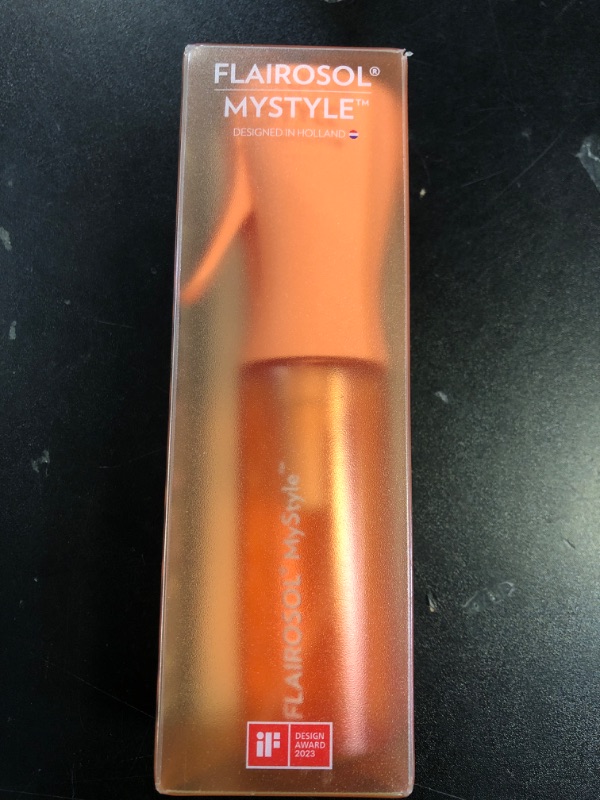 FLAIROSOL®
MYSTYLE™
DESIGNED IN HOLLAND
FLAIROSOL® MyStyle™
iF
DESIGN
AWARD
2023